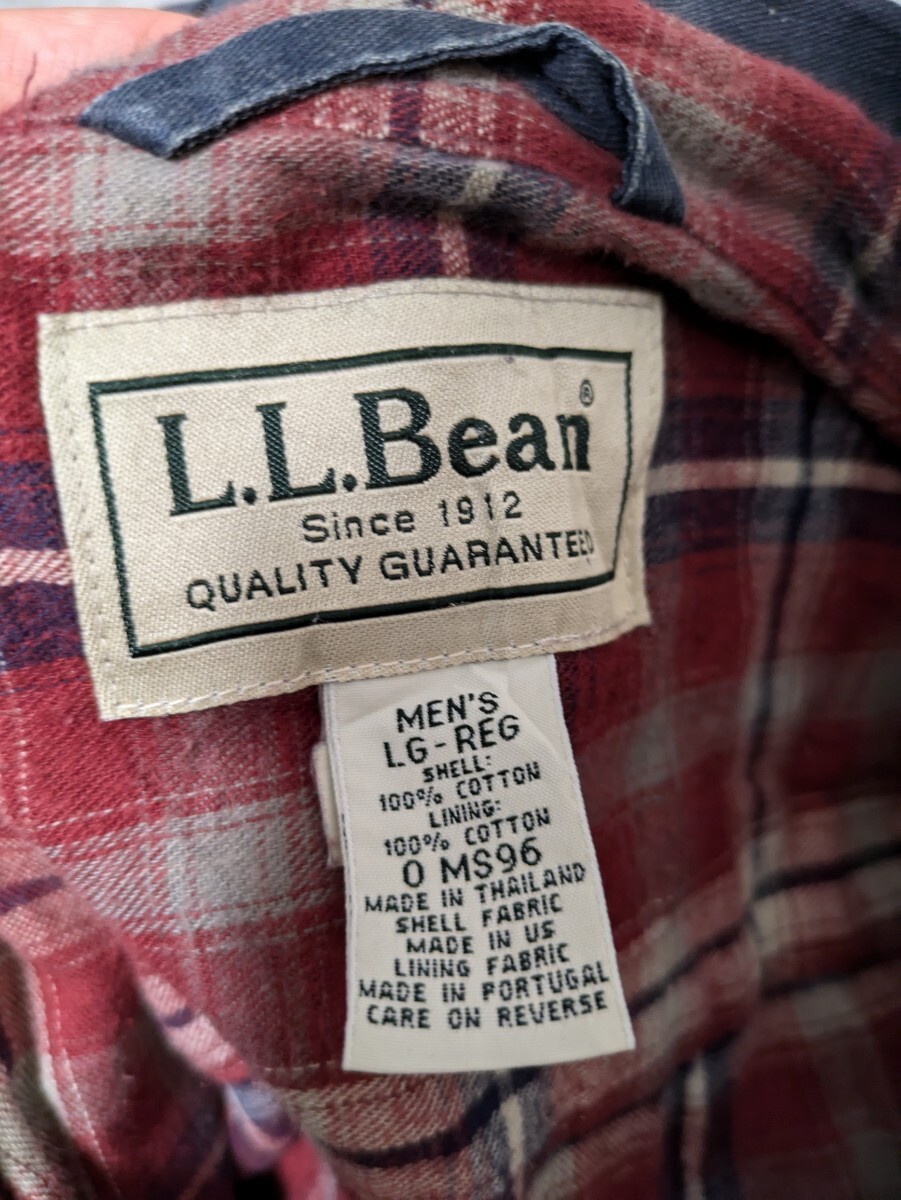 L.L.Bean®
Since 1912
QUALITY GUARANTEED
MEN'S
LG-REG
SHELL:
100% COTTON
LINING:
100% COTTON
0 MS96
MADE IN THAILAND
SHELL FABRIC
MADE IN US
LINING FABRIC
MADE IN PORTUGAL
CARE ON REVERSE